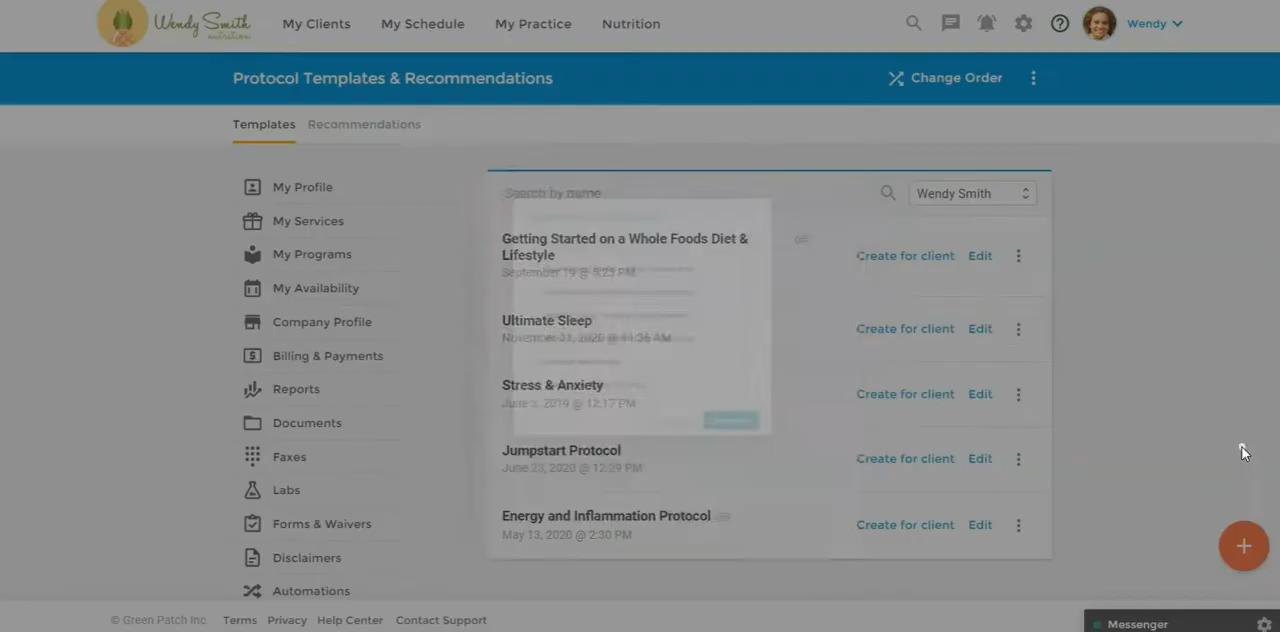 Wendy Smith
nutrition
My Clients My Schedule My Practice Nutrition
Wendy
Protocol Templates & Recommendations
Change Order
Templates Recommendations
My Profile
My Services
My Programs
My Availability
Company Profile
Billing & Payments
Reports
Documents
Faxes
Labs
Forms & Waivers
Disclaimers
Automations
Search by name
Wendy Smith
Getting Started on a Whole Foods Diet &
Lifestyle
September 19 @ 5:23 PM
Create for client Edit
Ultimate Sleep
November 21, 2020 @ 11:36 AM
Create for client Edit
Stress & Anxiety
June 3, 2019 @ 12:17 PM
Create for client Edit
Jumpstart Protocol
June 23, 2020 @ 12:29 PM
Create for client Edit
Energy and Inflammation Protocol
May 13, 2020 @ 2:30 PM
Create for client Edit
© Green Patch Inc. Terms Privacy Help Center Contact Support
Messenger